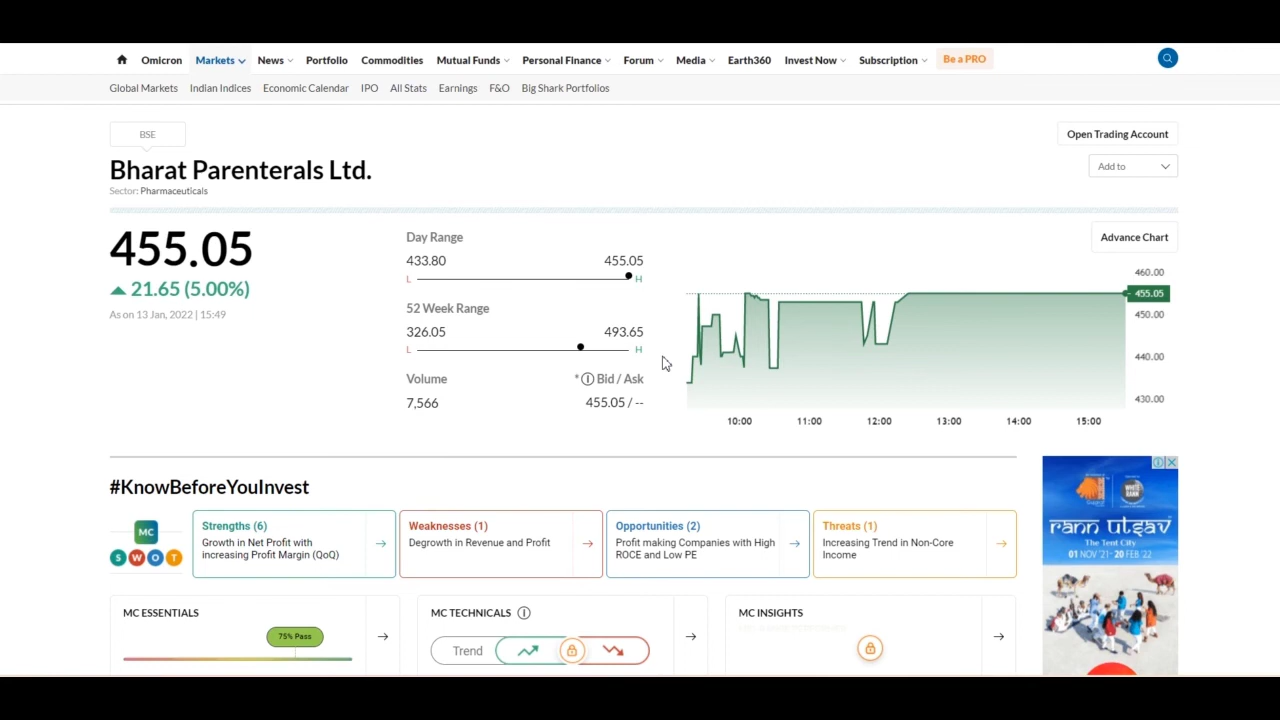 Omicron Markets News Portfolio Commodities Mutual Funds Personal Finance Forum Media Earth360 Invest Now Subscription Be a PRO
Global Markets Indian Indices Economic Calendar IPO All Stats Earnings F&O Big Shark Portfolios
BSE
Open Trading Account
Bharat Parenterals Ltd.
Add to
Sector: Pharmaceuticals
455.05
21.65 (5.00%)
As on 13 Jan, 2022 | 15:49
Day Range
433.80 455.05
L H
52 Week Range
326.05 493.65
L H
Volume * Bid / Ask
7,566 455.05 / --
Advance Chart
460.00
455.05
450.00
440.00
430.00
10:00 11:00 12:00 13:00 14:00 15:00
#KnowBeforeYouInvest
MC
S W O T
Strengths (6)
Growth in Net Profit with
increasing Profit Margin (QoQ)
Weaknesses (1)
Degrowth in Revenue and Profit
Opportunities (2)
Profit making Companies with High
ROCE and Low PE
Threats (1)
Increasing Trend in Non-Core
Income
MC ESSENTIALS
75% Pass
MC TECHNICALS
Trend
MC INSIGHTS
WHITE
RANN
rann utsav
The Tent City
01 NOV '21- 20 FEB '22